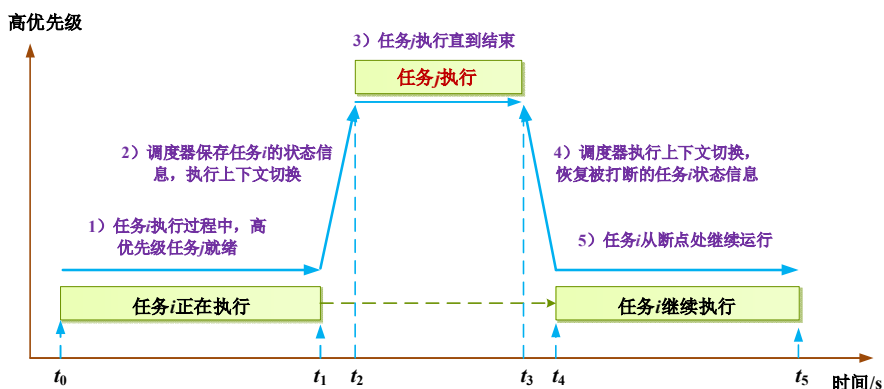 高优先级
3）任务j执行直到结束
任务j执行
2）调度器保存任务i的状态信
息，执行上下文切换
4）调度器执行上下文切换，
恢复被打断的任务i状态信息
1）任务i执行过程中，高
优先级任务j就绪
5）任务i从断点处继续运行
任务i正在执行
任务i继续执行
t0 t1 t2 t3 t4 t5
时间/s